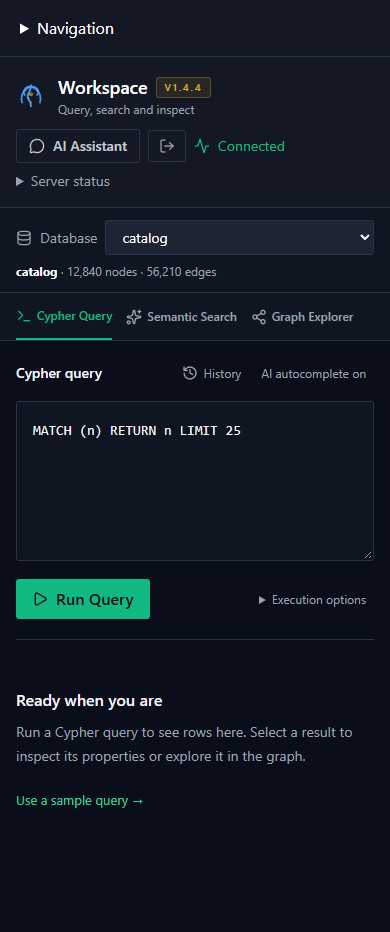 Navigation
Workspace V1.4.4
Query, search and inspect
AI Assistant Connected
Server status
Database catalog
catalog · 12,840 nodes · 56,210 edges
Cypher Query Semantic Search Graph Explorer
Cypher query History AI autocomplete on
MATCH (n) RETURN n LIMIT 25
Run Query Execution options
Ready when you are
Run a Cypher query to see rows here. Select a result to
inspect its properties or explore it in the graph.
Use a sample query →